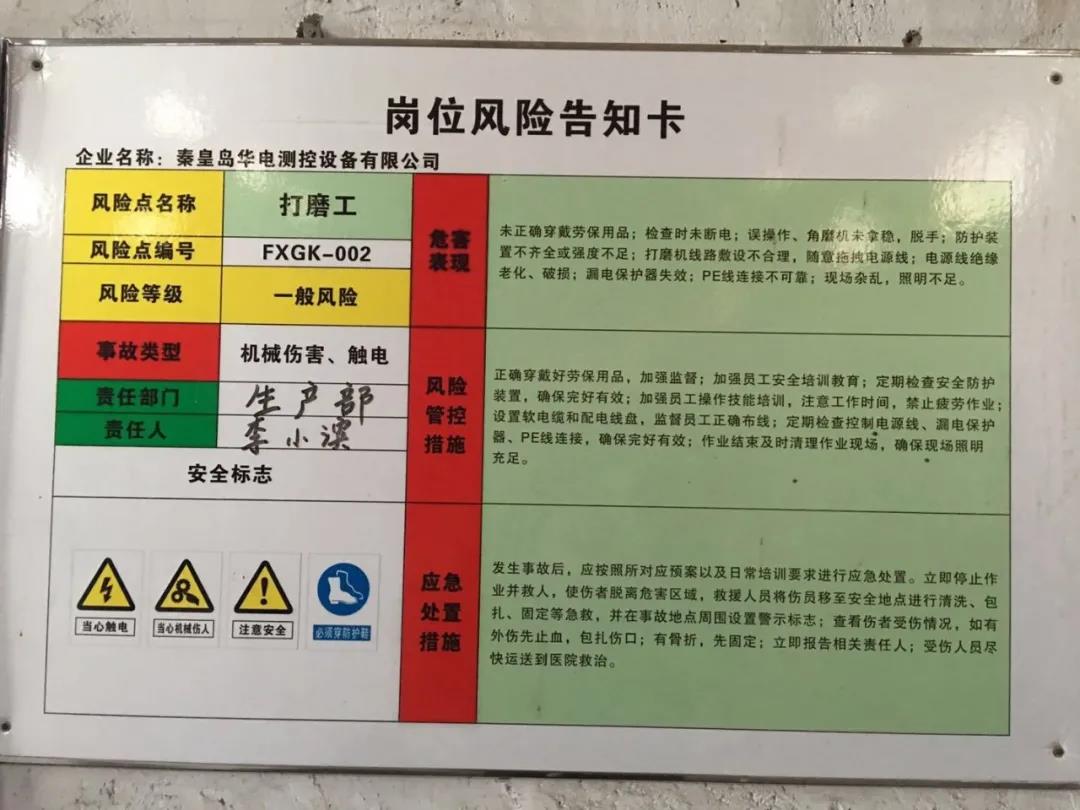 岗位风险告知卡
企业名称：秦皇岛华电测控设备有限公司
风险点名称
打磨工
风险点编号
FXGK-002
风险等级
一般风险
事故类型
机械伤害、触电
责任部门
生产部
责任人
李小深
安全标志
当心触电
当心机械伤人
注意安全
必须穿防护鞋
危害
表现
未正确穿戴劳保用品；检查时未断电；误操作、角磨机未拿稳，脱手；防护装
置不齐全或强度不足；打磨机线路敷设不合理，随意拖拽电源线；电源线绝缘
老化、破损；漏电保护器失效；PE线连接不可靠；现场杂乱，照明不足。
风险
管控
措施
正确穿戴好劳保用品，加强监督；加强员工安全培训教育；定期检查安全防护
装置，确保完好有效；加强员工操作技能培训，注意工作时间，禁止疲劳作业；
设置软电缆和配电线盘，监督员工正确布线；定期检查控制电源线、漏电保护
器、PE线连接，确保完好有效；作业结束及时清理作业现场，确保现场照明
充足。
应急
处置
措施
发生事故后，应按照所对应预案以及日常培训要求进行应急处置。立即停止作
业并救人，使伤者脱离危害区域，救援人员将伤员移至安全地点进行清洗、包
扎、固定等急救，并在事故地点周围设置警示标志；查看伤者受伤情况，如有
外伤先止血，包扎伤口；有骨折，先固定；立即报告相关责任人；受伤人员尽
快运送到医院救治。